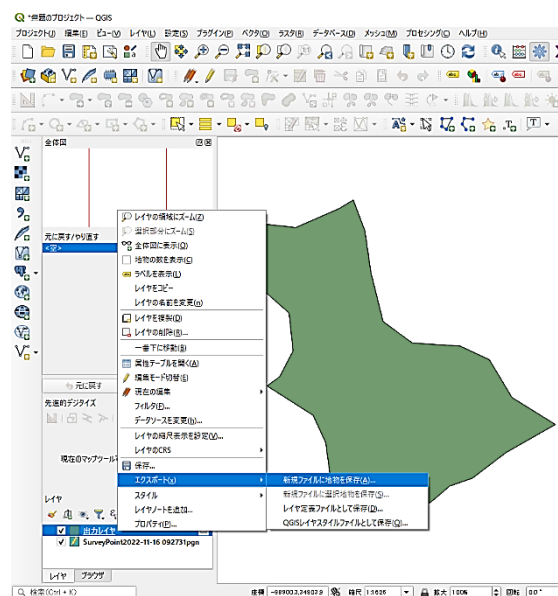 *無題のプロジェクト — QGIS
プロジェクト(J) 編集(E) ビュー(V) レイヤ(L) 設定(S) プラグイン(P) ベクタ(O) ラスタ(R) データベース(D) メッシュ(M) プロセシング(C) ヘルプ(H)
全体図
元に戻す/やり直す
<空>
元に戻す
先進的デジタイズ
現在のマップツール
レイヤの領域にズーム(Z)
選択部分にズーム(S)
全体図に表示(O)
地物の数を表示(C)
ラベルを表示(L)
レイヤをコピー
レイヤの名前を変更(n)
レイヤを複製(D)
レイヤの削除(R)...
一番下に移動(B)
属性テーブルを開く(A)
編集モード切替(E)
現在の編集
フィルタ(F)...
データソースを変更(h)...
レイヤの縮尺表示を設定(V)...
レイヤのCRS
保存...
エクスポート(x)
スタイル
レイヤノートを追加...
プロパティ(P)...
新規ファイルに地物を保存(A)...
新規ファイルに選択地物を保存(S)...
レイヤ定義ファイルとして保存(D)...
QGISレイヤスタイルファイルとして保存(Q)...
レイヤ
出力レイヤ
SurveyPoint2022-11-16 092731pgn
レイヤ ブラウザ
検索(Ctrl + K)
座標
縮尺
拡大 100%
回転 0.0°